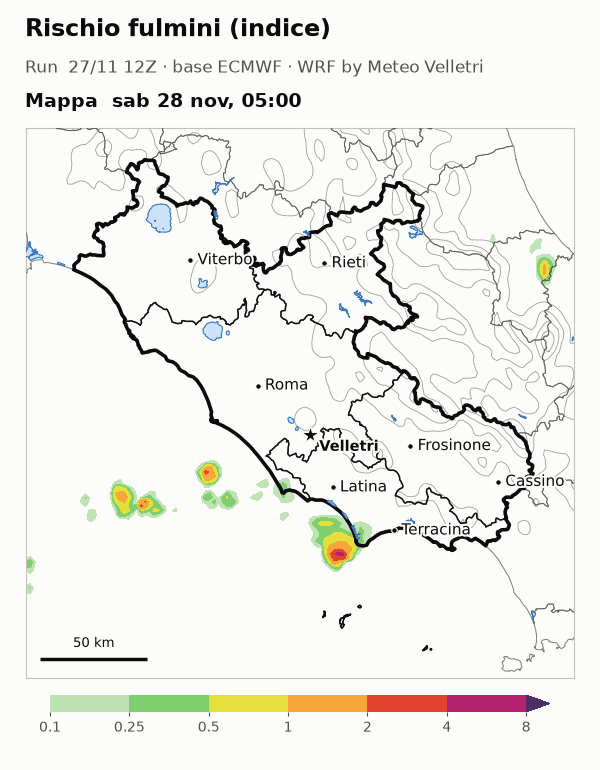 Rischio fulmini (indice)
Run  27/11 12Z · base ECMWF · WRF by Meteo Velletri
Mappa  sab 28 nov, 05:00
Viterbo
Rieti
Roma
Velletri
Frosinone
Cassino
Latina
Terracina
50 km
0.1 0.25 0.5 1 2 4 8